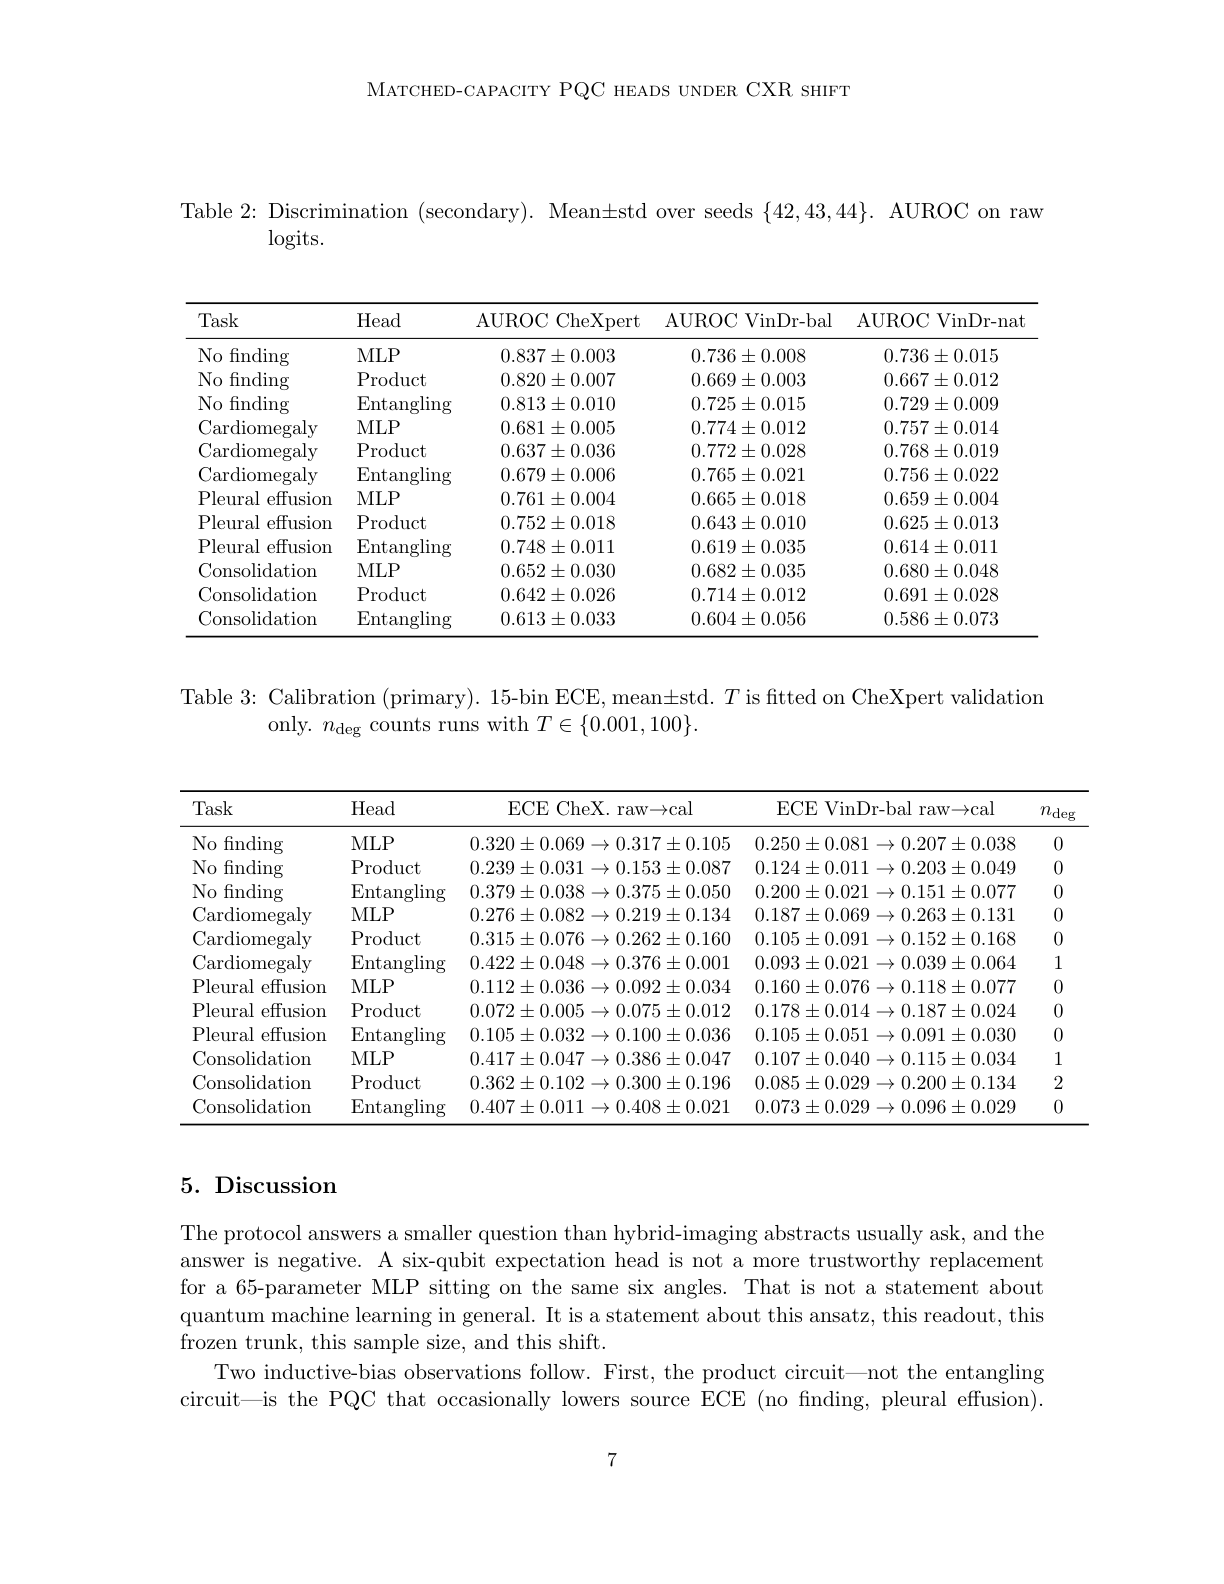 Matched-capacity PQC heads under CXR shift
Table 2: Discrimination (secondary). Mean±std over seeds {42, 43, 44}. AUROC on raw
logits.
Task Head AUROC CheXpert AUROC VinDr-bal AUROC VinDr-nat
No finding MLP 0.837 ± 0.003 0.736 ± 0.008 0.736 ± 0.015
No finding Product 0.820 ± 0.007 0.669 ± 0.003 0.667 ± 0.012
No finding Entangling 0.813 ± 0.010 0.725 ± 0.015 0.729 ± 0.009
Cardiomegaly MLP 0.681 ± 0.005 0.774 ± 0.012 0.757 ± 0.014
Cardiomegaly Product 0.637 ± 0.036 0.772 ± 0.028 0.768 ± 0.019
Cardiomegaly Entangling 0.679 ± 0.006 0.765 ± 0.021 0.756 ± 0.022
Pleural effusion MLP 0.761 ± 0.004 0.665 ± 0.018 0.659 ± 0.004
Pleural effusion Product 0.752 ± 0.018 0.643 ± 0.010 0.625 ± 0.013
Pleural effusion Entangling 0.748 ± 0.011 0.619 ± 0.035 0.614 ± 0.011
Consolidation MLP 0.652 ± 0.030 0.682 ± 0.035 0.680 ± 0.048
Consolidation Product 0.642 ± 0.026 0.714 ± 0.012 0.691 ± 0.028
Consolidation Entangling 0.613 ± 0.033 0.604 ± 0.056 0.586 ± 0.073
Table 3: Calibration (primary). 15-bin ECE, mean±std. T is fitted on CheXpert validation
only. n_deg counts runs with T ∈ {0.001, 100}.
Task Head ECE CheX. raw→cal ECE VinDr-bal raw→cal n_deg
No finding MLP 0.320 ± 0.069 → 0.317 ± 0.105 0.250 ± 0.081 → 0.207 ± 0.038 0
No finding Product 0.239 ± 0.031 → 0.153 ± 0.087 0.124 ± 0.011 → 0.203 ± 0.049 0
No finding Entangling 0.379 ± 0.038 → 0.375 ± 0.050 0.200 ± 0.021 → 0.151 ± 0.077 0
Cardiomegaly MLP 0.276 ± 0.082 → 0.219 ± 0.134 0.187 ± 0.069 → 0.263 ± 0.131 0
Cardiomegaly Product 0.315 ± 0.076 → 0.262 ± 0.160 0.105 ± 0.091 → 0.152 ± 0.168 0
Cardiomegaly Entangling 0.422 ± 0.048 → 0.376 ± 0.001 0.093 ± 0.021 → 0.039 ± 0.064 1
Pleural effusion MLP 0.112 ± 0.036 → 0.092 ± 0.034 0.160 ± 0.076 → 0.118 ± 0.077 0
Pleural effusion Product 0.072 ± 0.005 → 0.075 ± 0.012 0.178 ± 0.014 → 0.187 ± 0.024 0
Pleural effusion Entangling 0.105 ± 0.032 → 0.100 ± 0.036 0.105 ± 0.051 → 0.091 ± 0.030 0
Consolidation MLP 0.417 ± 0.047 → 0.386 ± 0.047 0.107 ± 0.040 → 0.115 ± 0.034 1
Consolidation Product 0.362 ± 0.102 → 0.300 ± 0.196 0.085 ± 0.029 → 0.200 ± 0.134 2
Consolidation Entangling 0.407 ± 0.011 → 0.408 ± 0.021 0.073 ± 0.029 → 0.096 ± 0.029 0
5. Discussion
The protocol answers a smaller question than hybrid-imaging abstracts usually ask, and the
answer is negative. A six-qubit expectation head is not a more trustworthy replacement
for a 65-parameter MLP sitting on the same six angles. That is not a statement about
quantum machine learning in general. It is a statement about this ansatz, this readout, this
frozen trunk, this sample size, and this shift.
Two inductive-bias observations follow. First, the product circuit—not the entangling
circuit—is the PQC that occasionally lowers source ECE (no finding, pleural effusion).
7